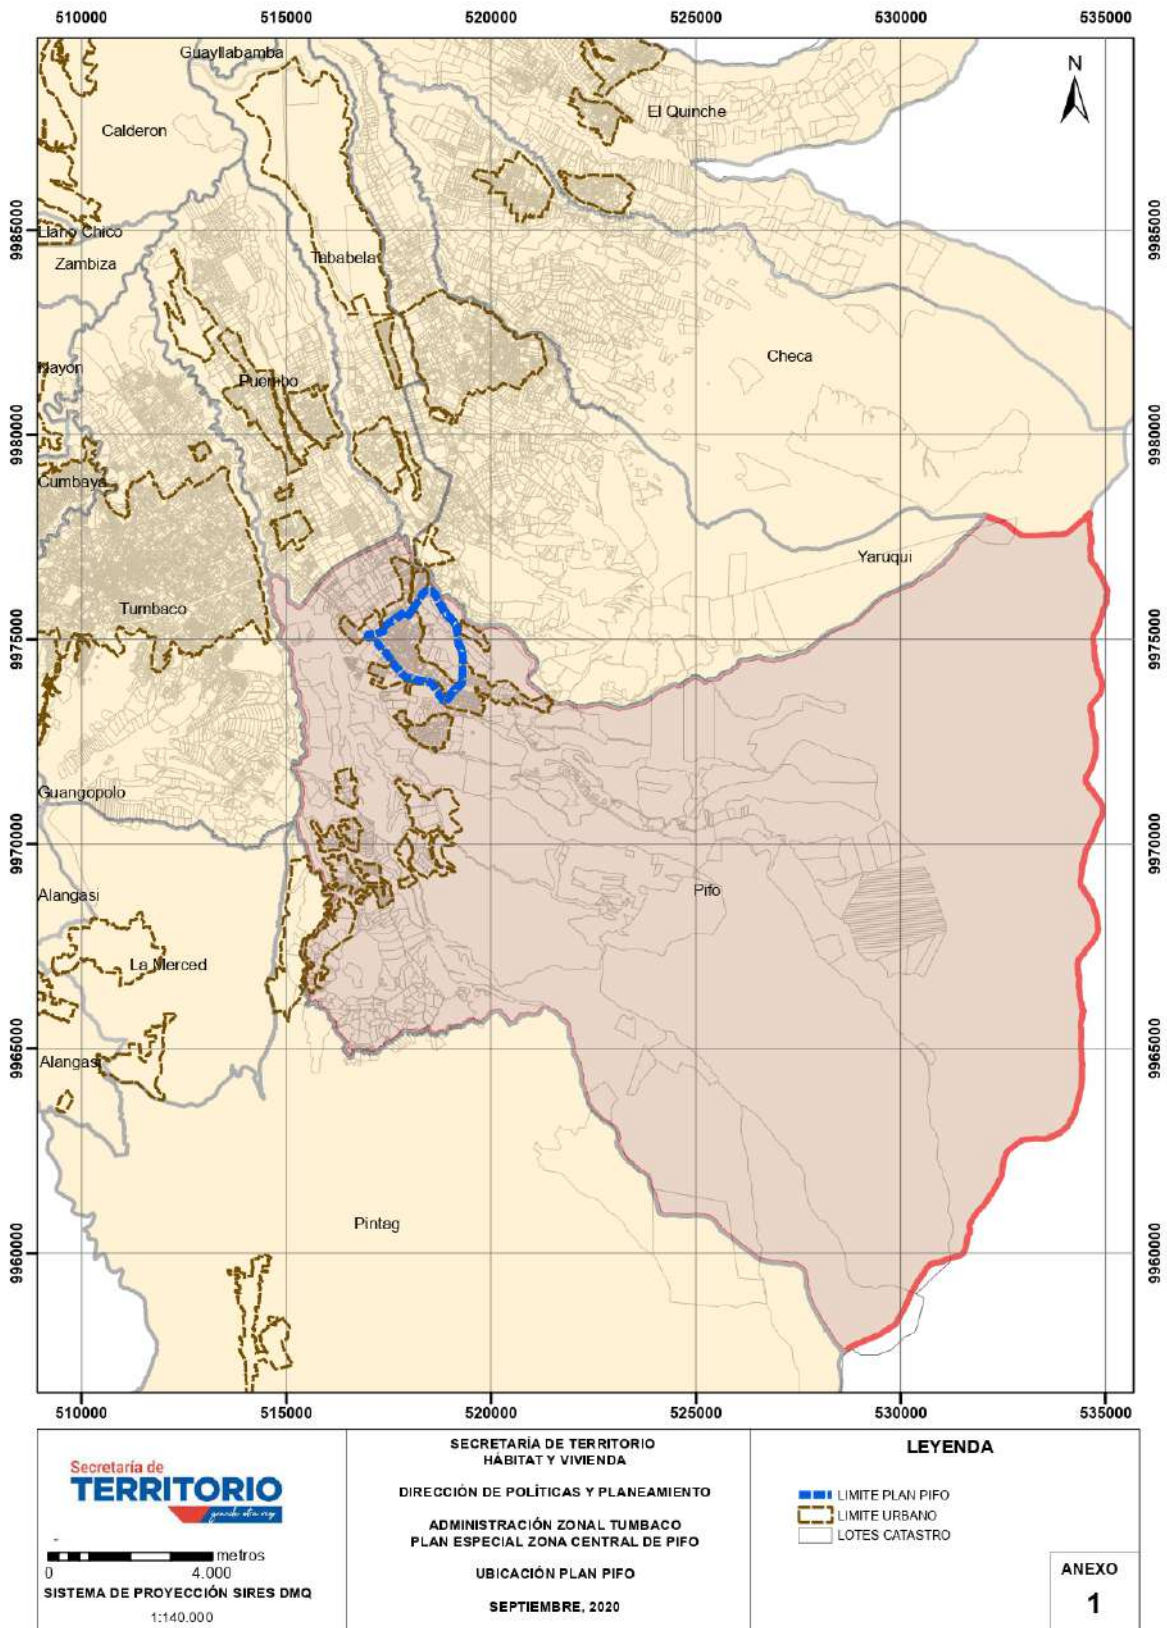 510000 515000 520000 525000 530000 535000
N
Guayllabamba
El Quinche
Calderon
9985000 9985000
Llano Chico
Zambiza
Tababela
Checa
Nayon
Puembo
9980000 9980000
Cumbaya
Yaruqui
Tumbaco
9975000 9975000
Guangopolo
9970000 9970000
Alangasi
Pifo
La Merced
9965000 9965000
Alangasi
Pintag
9960000 9960000
510000 515000 520000 525000 530000 535000
Secretaría de
TERRITORIO
grande otra vez
metros
0 4.000
SISTEMA DE PROYECCIÓN SIRES DMQ
1:140.000
SECRETARÍA DE TERRITORIO
HÁBITAT Y VIVIENDA
DIRECCIÓN DE POLÍTICAS Y PLANEAMIENTO
ADMINISTRACIÓN ZONAL TUMBACO
PLAN ESPECIAL ZONA CENTRAL DE PIFO
UBICACIÓN PLAN PIFO
SEPTIEMBRE, 2020
LEYENDA
LIMITE PLAN PIFO
LIMITE URBANO
LOTES CATASTRO
ANEXO
1